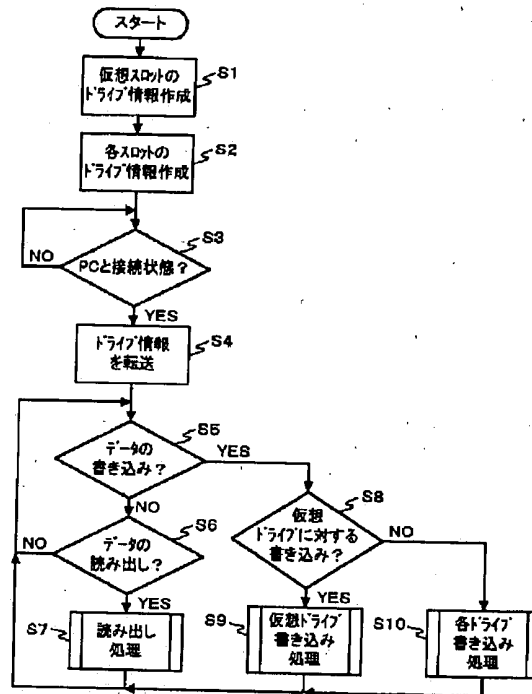 スタート
仮想スロットの
ドライブ情報作成
S1
各スロットの
ドライブ情報作成
S2
PCと接続状態？
S3
NO
YES
ドライブ情報
を転送
S4
データの
書き込み？
S5
YES
NO
データの
読み出し？
S6
NO
YES
仮想
ドライブに対する
書き込み？
S8
NO
YES
S7
読み出し
処理
S9
仮想ドライブ
書き込み
処理
S10
各ドライブ
書き込み
処理